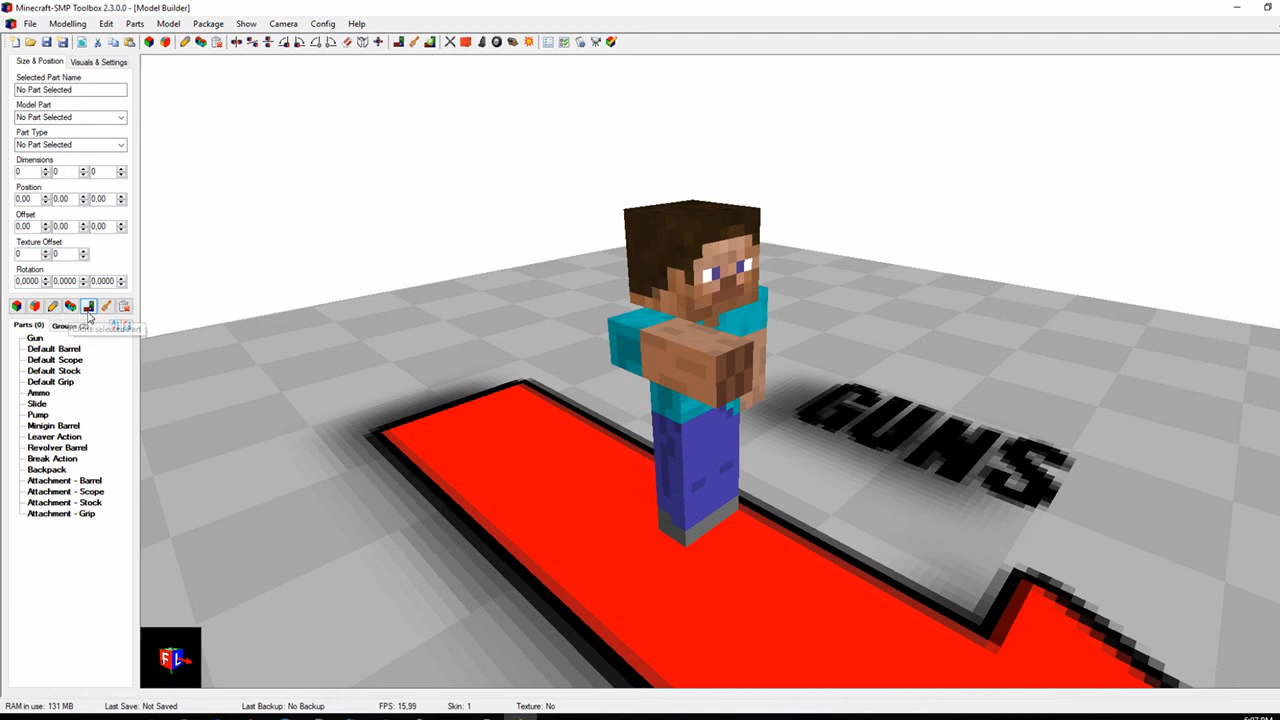 Minecraft-SMP Toolbox 2.3.0.0 - [Model Builder]
File Modelling Edit Parts Model Package Show Camera Config Help
Size & Position Visuals & Settings
Selected Part Name
No Part Selected
Model Part
No Part Selected
Part Type
No Part Selected
Dimensions
0 0 0
Position
0.00 0.00 0.00
Offset
0.00 0.00 0.00
Texture Offset
0 0
Rotation
0,0000 0,0000 0,0000
Parts (0)
Gun
Default Barrel
Default Scope
Default Stock
Default Grip
Ammo
Slide
Pump
Minigin Barrel
Leaver Action
Revolver Barrel
Break Action
Backpack
Attachment - Barrel
Attachment - Scope
Attachment - Stock
Attachment - Grip
GUNS
F L
RAM in use: 131 MB Last Save: Not Saved Last Backup: No Backup FPS: 15,99 Skin: 1 Texture: No